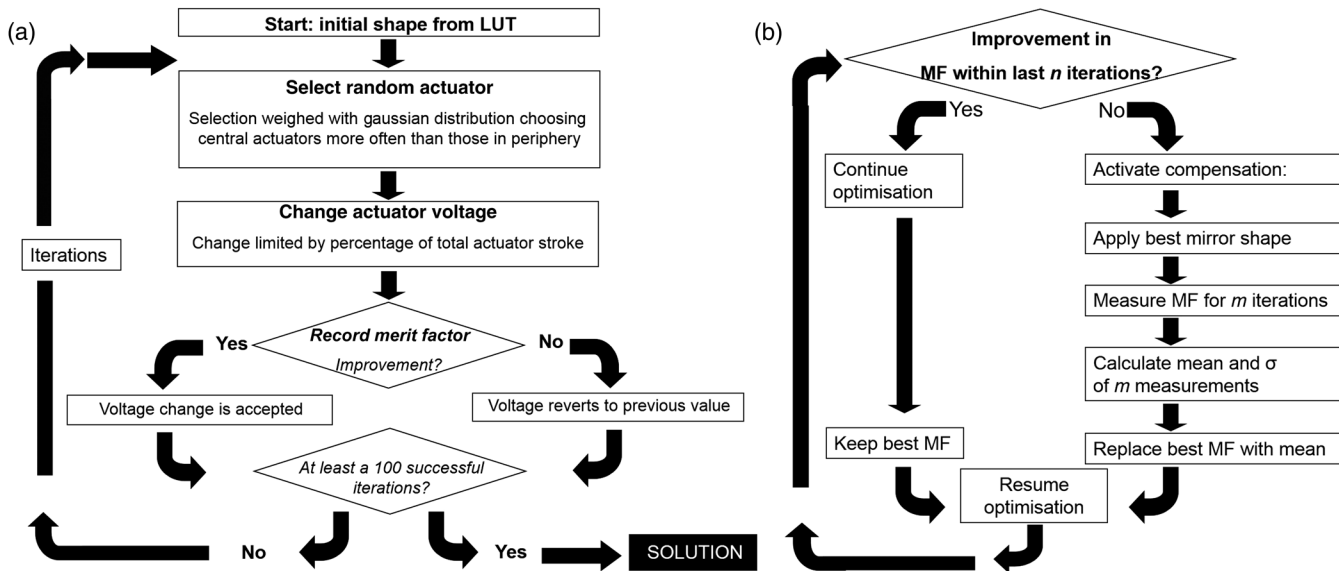 (a)
Start: initial shape from LUT
Select random actuator
Selection weighed with gaussian distribution choosing
central actuators more often than those in periphery
Change actuator voltage
Change limited by percentage of total actuator stroke
Iterations
Record merit factor
Improvement?
Yes
No
Voltage change is accepted
Voltage reverts to previous value
At least a 100 successful
iterations?
No
Yes
SOLUTION
(b)
Improvement in
MF within last n iterations?
Yes
No
Continue
optimisation
Keep best MF
Activate compensation:
Apply best mirror shape
Measure MF for m iterations
Calculate mean and σ
of m measurements
Replace best MF with mean
Resume
optimisation